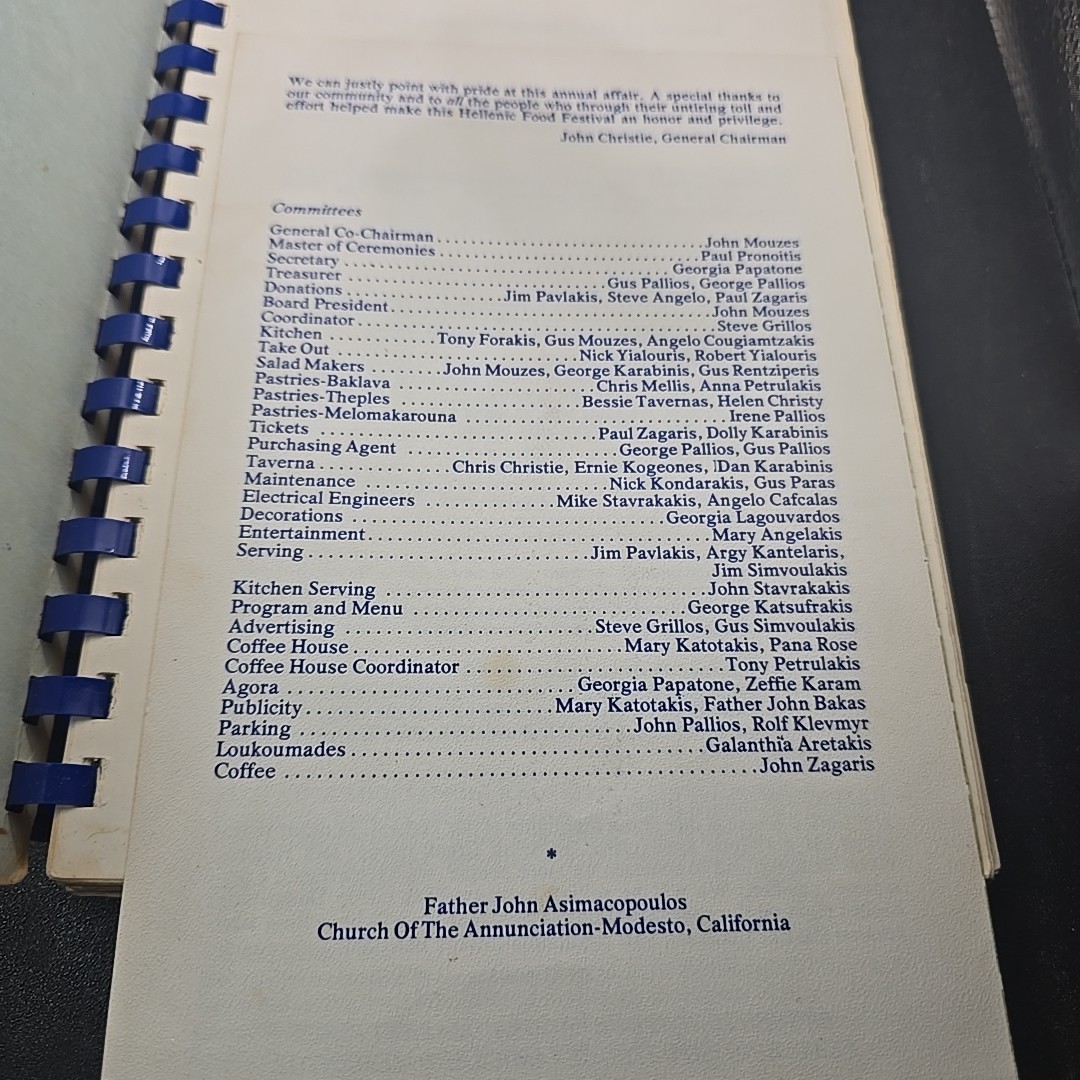 We can justly point with pride at this annual affair. A special thanks to
our community and to all the people who through their untiring toil and
effort helped make this Hellenic Food Festival an honor and privilege.
John Christie, General Chairman
Committees
General Co-Chairman..............................John Mouzes
Master of Ceremonies..............................Paul Pronoitis
Secretary..............................Georgia Papatone
Treasurer..............................Gus Pallios, George Pallios
Donations....................Jim Pavlakis, Steve Angelo, Paul Zagaris
Board President..............................John Mouzes
Coordinator..............................Steve Grillos
Kitchen............Tony Forakis, Gus Mouzes, Angelo Cougiamtzakis
Take Out..............................Nick Yialouris, Robert Yialouris
Salad Makers........John Mouzes, George Karabinis, Gus Rentziperis
Pastries-Baklava.........................Chris Mellis, Anna Petrulakis
Pastries-Theples.........................Bessie Tavernas, Helen Christy
Pastries-Melomakarouna..............................Irene Pallios
Tickets..............................Paul Zagaris, Dolly Karabinis
Purchasing Agent.........................George Pallios, Gus Pallios
Taverna...............Chris Christie, Ernie Kogeones, Dan Karabinis
Maintenance..............................Nick Kondarakis, Gus Paras
Electrical Engineers................Mike Stavrakakis, Angelo Cafcalas
Decorations..............................Georgia Lagouvardos
Entertainment..............................Mary Angelakis
Serving..............................Jim Pavlakis, Argy Kantelaris,
Jim Simvoulakis
Kitchen Serving..............................John Stavrakakis
Program and Menu..............................George Katsufrakis
Advertising.........................Steve Grillos, Gus Simvoulakis
Coffee House.........................Mary Katotakis, Pana Rose
Coffee House Coordinator.........................Tony Petrulakis
Agora..............................Georgia Papatone, Zeffie Karam
Publicity.........................Mary Katotakis, Father John Bakas
Parking..............................John Pallios, Rolf Klevmyr
Loukoumades..............................Galanthia Aretakis
Coffee..............................John Zagaris
*
Father John Asimacopoulos
Church Of The Annunciation-Modesto, California